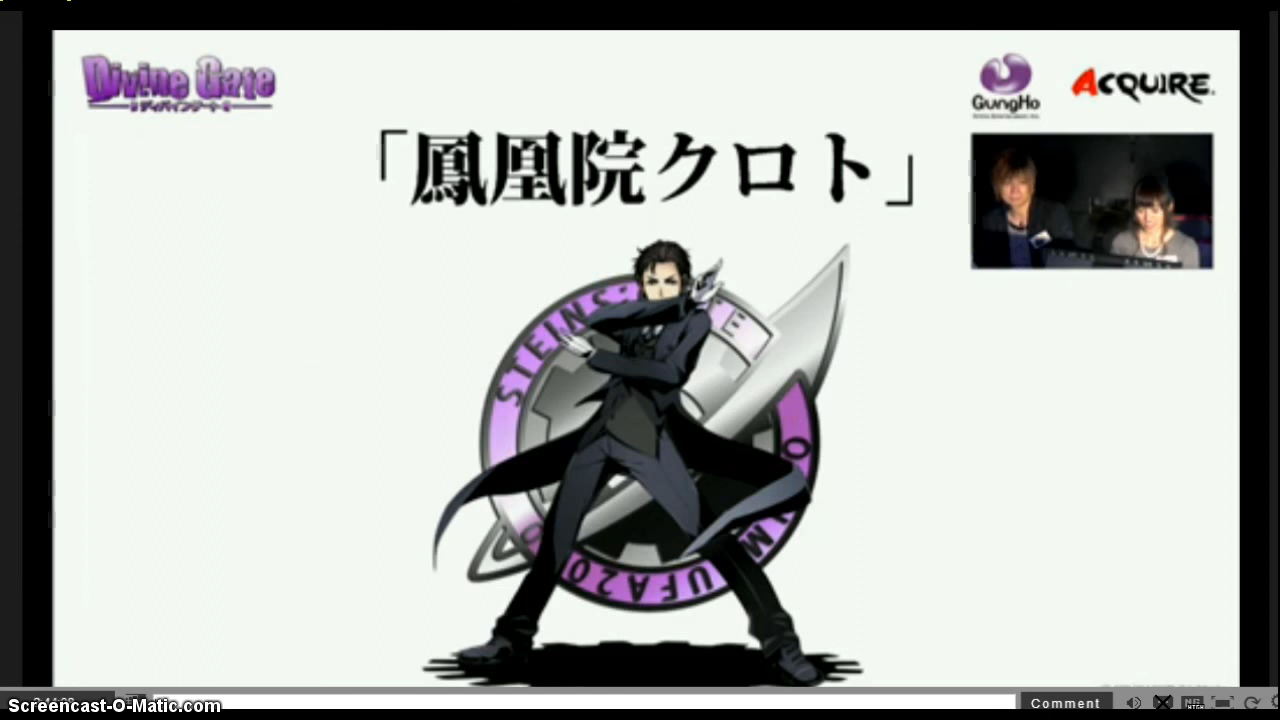 Divine Gate
ディバインゲート
GungHo
ACQUIRE
「鳳凰院クロト」
STEINS;
UFA20
Comment
Screencast-O-Matic.com